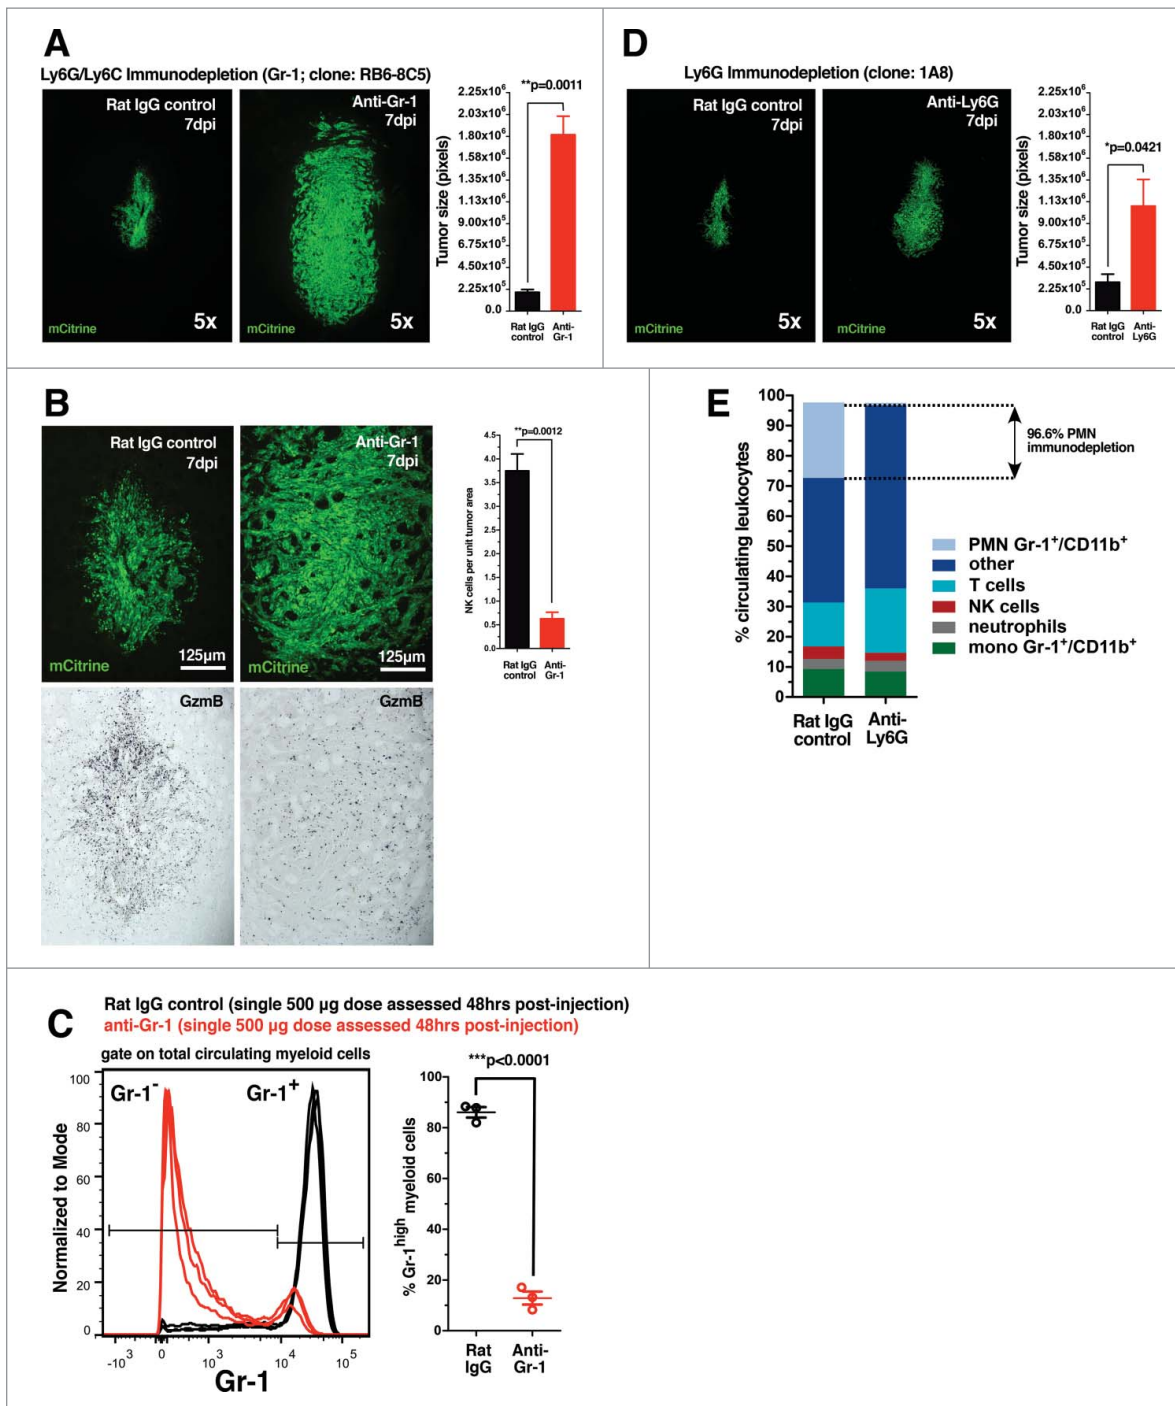 A
Ly6G/Ly6C Immunodepletion (Gr-1; clone: RB6-8C5)
Rat IgG control
7dpi
5x
mCitrine
Anti-Gr-1
7dpi
5x
**p=0.0011
Tumor size (pixels)
2.25x10⁶
2.03x10⁶
1.80x10⁶
1.58x10⁶
1.35x10⁶
1.13x10⁶
9.00x10⁵
6.75x10⁵
4.50x10⁵
2.25x10⁵
0.0
Rat IgG
control
Anti-
Gr-1
D
Ly6G Immunodepletion (clone: 1A8)
Rat IgG control
7dpi
5x
mCitrine
Anti-Ly6G
7dpi
5x
mCitrine
*p=0.0421
Tumor size (pixels)
2.25x10⁶
2.03x10⁶
1.80x10⁶
1.58x10⁶
1.35x10⁶
1.13x10⁶
9.00x10⁵
6.75x10⁵
4.50x10⁵
2.25x10⁵
0.0
Rat IgG
control
Anti-
Ly6G
B
Rat IgG control
7dpi
mCitrine
125µm
Anti-Gr-1
7dpi
mCitrine
125µm
GzmB
GzmB
**p=0.0012
NK cells per unit tumor area
4.5
4.0
3.5
3.0
2.5
2.0
1.5
1.0
0.5
0.0
Rat IgG
control
Anti-
Gr-1
E
% circulating leukocytes
100
90
80
70
60
50
40
30
20
10
0
Rat IgG
control
Anti-
Ly6G
96.6% PMN
immunodepletion
PMN Gr-1⁺/CD11b⁺
other
T cells
NK cells
neutrophils
mono Gr-1⁺/CD11b⁺
C
Rat IgG control (single 500 µg dose assessed 48hrs post-injection)
anti-Gr-1 (single 500 µg dose assessed 48hrs post-injection)
gate on total circulating myeloid cells
Gr-1⁻
Gr-1⁺
Normalized to Mode
100
80
60
40
20
0
-10³
0
10³
10⁴
10⁵
Gr-1
***p<0.0001
% Gr-1ʰⁱᵍʰ myeloid cells
100
80
60
40
20
0
Rat
IgG
Anti-
Gr-1